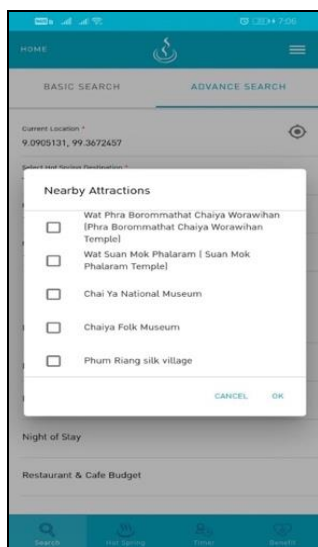 7:06
HOME
BASIC SEARCH
ADVANCE SEARCH
Current Location *
9.0905131, 99.3672457
Select Hot Spring Destination *
Nearby Attractions
Wat Phra Borommathat Chaiya Worawihan
(Phra Borommathat Chaiya Worawihan
Temple)
Wat Suan Mok Phalaram ( Suan Mok
Phalaram Temple)
Chai Ya National Museum
Chaiya Folk Museum
Phum Riang silk village
CANCEL
OK
Night of Stay
Restaurant & Cafe Budget
Search
Hot Spring
Timer
Benefit